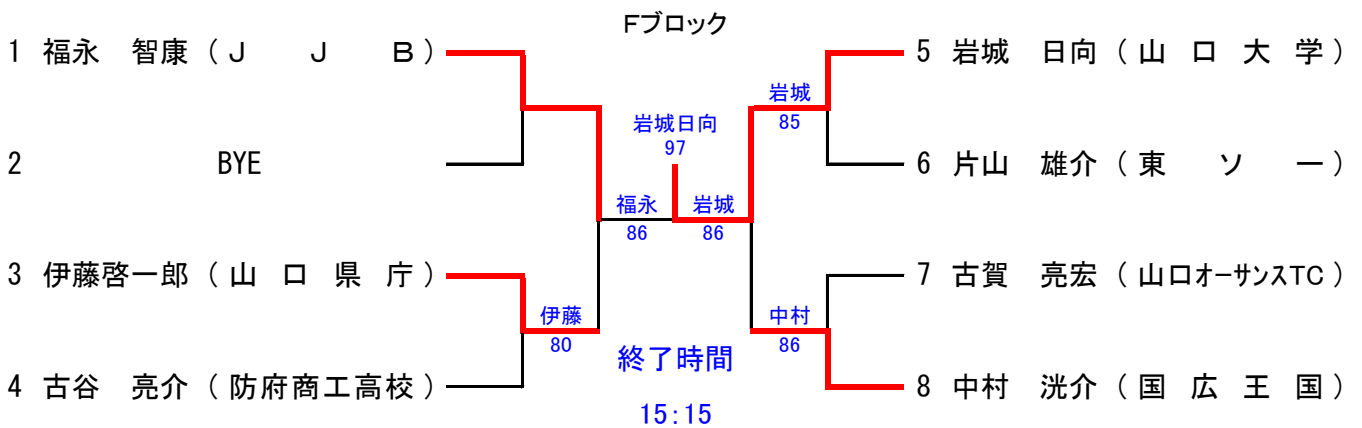 Fブロック
1 福永 智康 ( J J B )
5 岩城 日向 ( 山 口 大 学 )
岩城
85
岩城日向
97
2 BYE
6 片山 雄介 ( 東 ソ ー )
福永
86
岩城
86
3 伊藤啓一郎 ( 山 口 県 庁 )
7 古賀 亮宏 ( 山口オーサンスTC )
伊藤
80
中村
86
終了時間
4 古谷 亮介 ( 防府商工高校 )
8 中村 洸介 ( 国 広 王 国 )
15:15